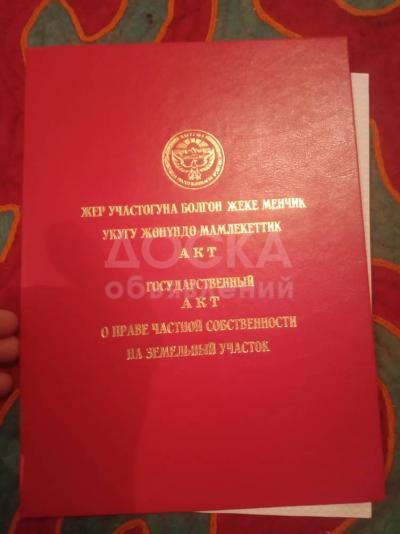 ЖЕР УЧАСТОГУНА БОЛГОН ЖЕКЕ МЕНЧИК
УКУГУ ЖӨНҮНДӨ МАМЛЕКЕТТИК
АКТ
ДОСКА
объявлений
ГОСУДАРСТВЕННЫЙ
АКТ
О ПРАВЕ ЧАСТНОЙ СОБСТВЕННОСТИ
НА ЗЕМЕЛЬНЫЙ УЧАСТОК